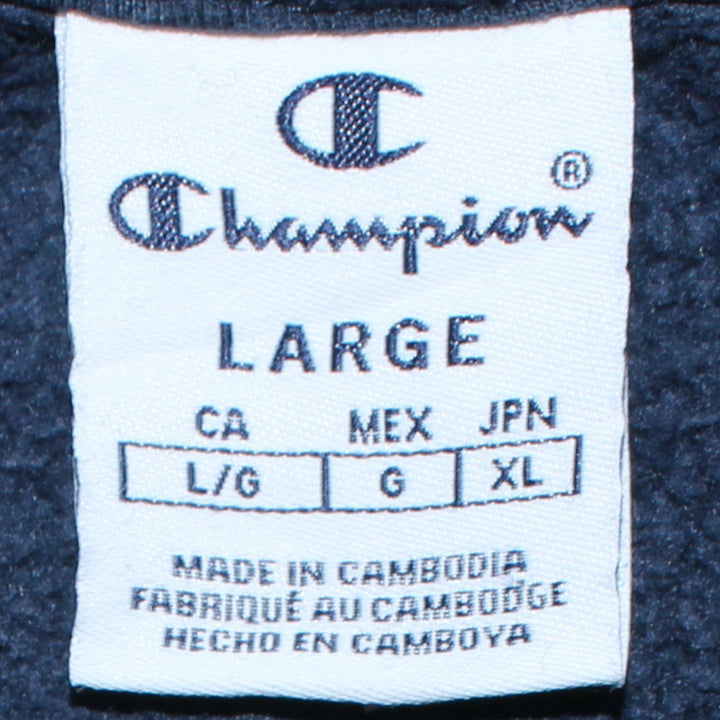 Champion®
LARGE
CA MEX JPN
L/G G XL
MADE IN CAMBODIA
FABRIQUÉ AU CAMBODGE
HECHO EN CAMBOYA